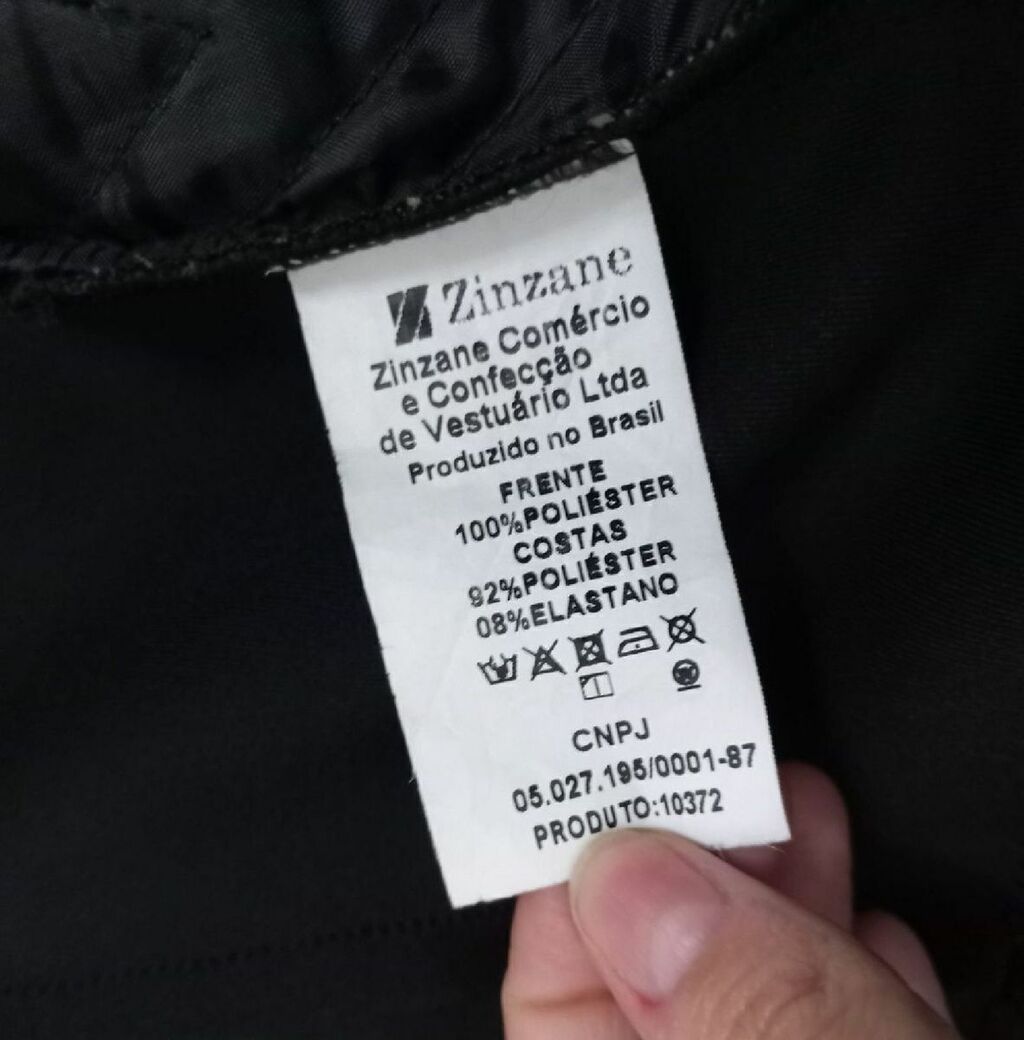 Zinzane
Zinzane Comércio
e Confecção
de Vestuário Ltda
Produzido no Brasil
FRENTE
100%POLIÉSTER
COSTAS
92%POLIÉSTER
08%ELASTANO
CNPJ
05.027.195/0001-87
PRODUTO:10372